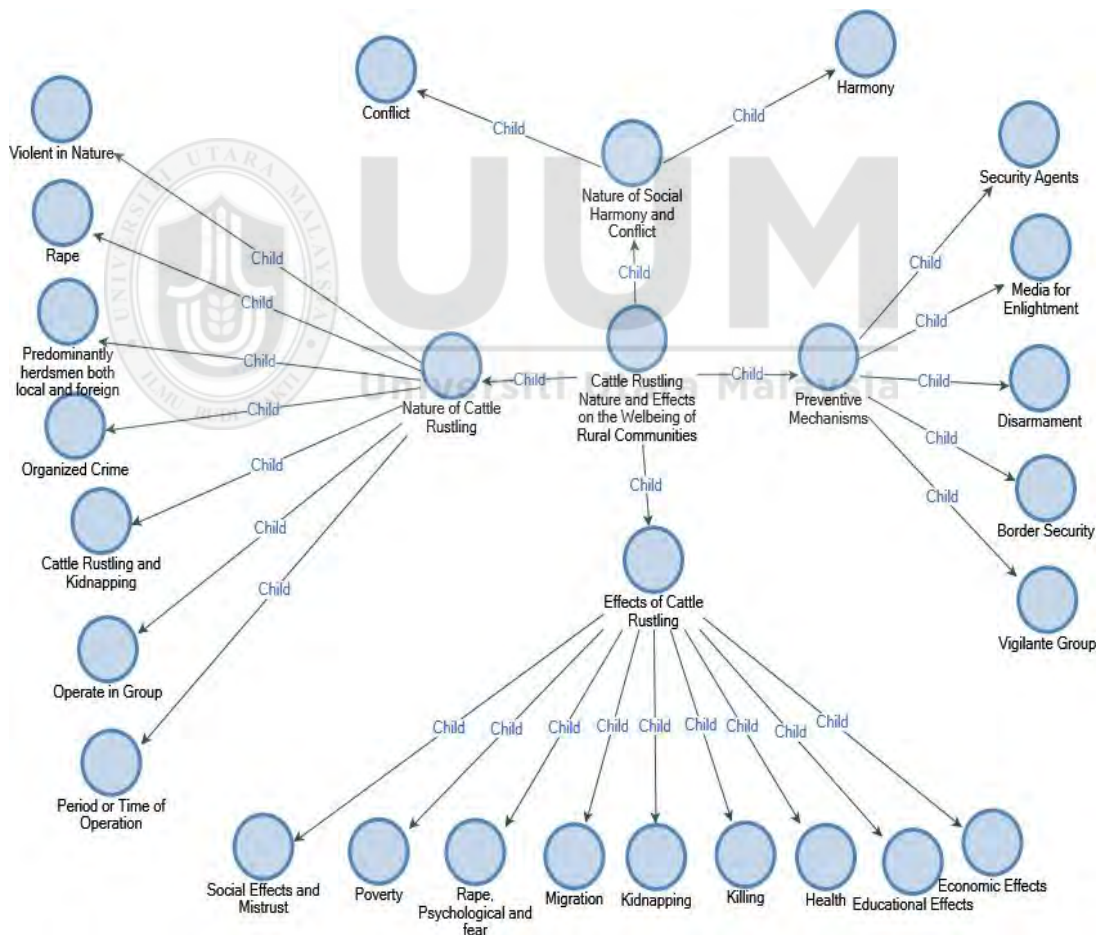 Conflict
Harmony
Child
Child
Violent in Nature
Security Agents
Nature of Social
Harmony and
Conflict
Rape
Child
Child
Child
Media for
Enlightment
Child
Child
Predominantly
herdsmen both
local and foreign
Child
Child
Child
Child
Nature of Cattle
Rustling
Cattle Rustling
Nature and Effects
on the Welbeing of
Rural Communities
Preventive
Mechanisms
Disarmament
Child
Child
Organized Crime
Child
Child
Child
Cattle Rustling and
Kidnapping
Border Security
Child
Child
Effects of Cattle
Rustling
Vigilante Group
Operate in Group
Child
Child
Child
Child
Child
Child
Child
Child
Child
Period or Time of
Operation
Social Effects and
Mistrust
Poverty
Rape,
Psychological and
fear
Migration
Kidnapping
Killing
Health
Educational Effects
Economic Effects
UUM
Universiti Utara Malaysia
UNIVERSITI UTARA MALAYSIA